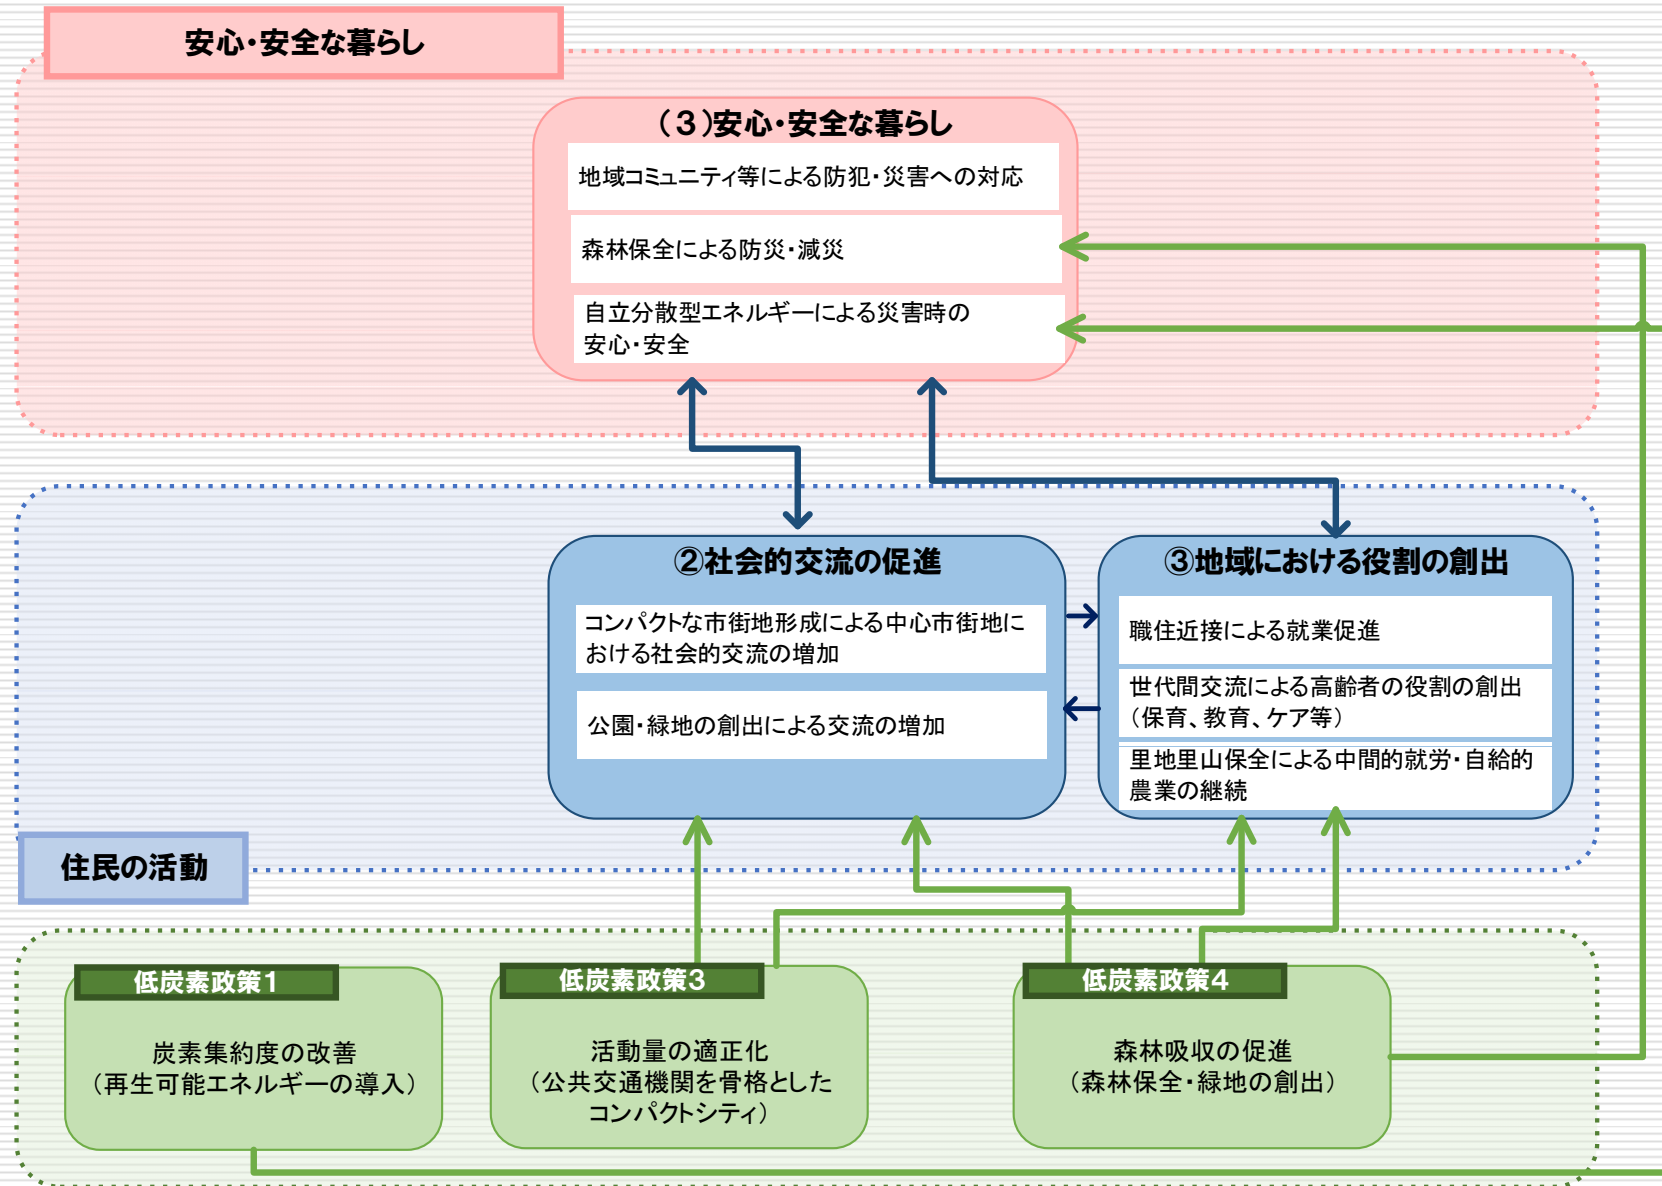 安心・安全な暮らし
（３）安心・安全な暮らし
地域コミュニティ等による防犯・災害への対応
森林保全による防災・減災
自立分散型エネルギーによる災害時の
安心・安全
②社会的交流の促進
コンパクトな市街地形成による中心市街地に
おける社会的交流の増加
公園・緑地の創出による交流の増加
③地域における役割の創出
職住近接による就業促進
世代間交流による高齢者の役割の創出
（保育、教育、ケア等）
里地里山保全による中間的就労・自給的
農業の継続
住民の活動
低炭素政策１
炭素集約度の改善
（再生可能エネルギーの導入）
低炭素政策３
活動量の適正化
（公共交通機関を骨格とした
コンパクトシティ）
低炭素政策４
森林吸収の促進
（森林保全・緑地の創出）